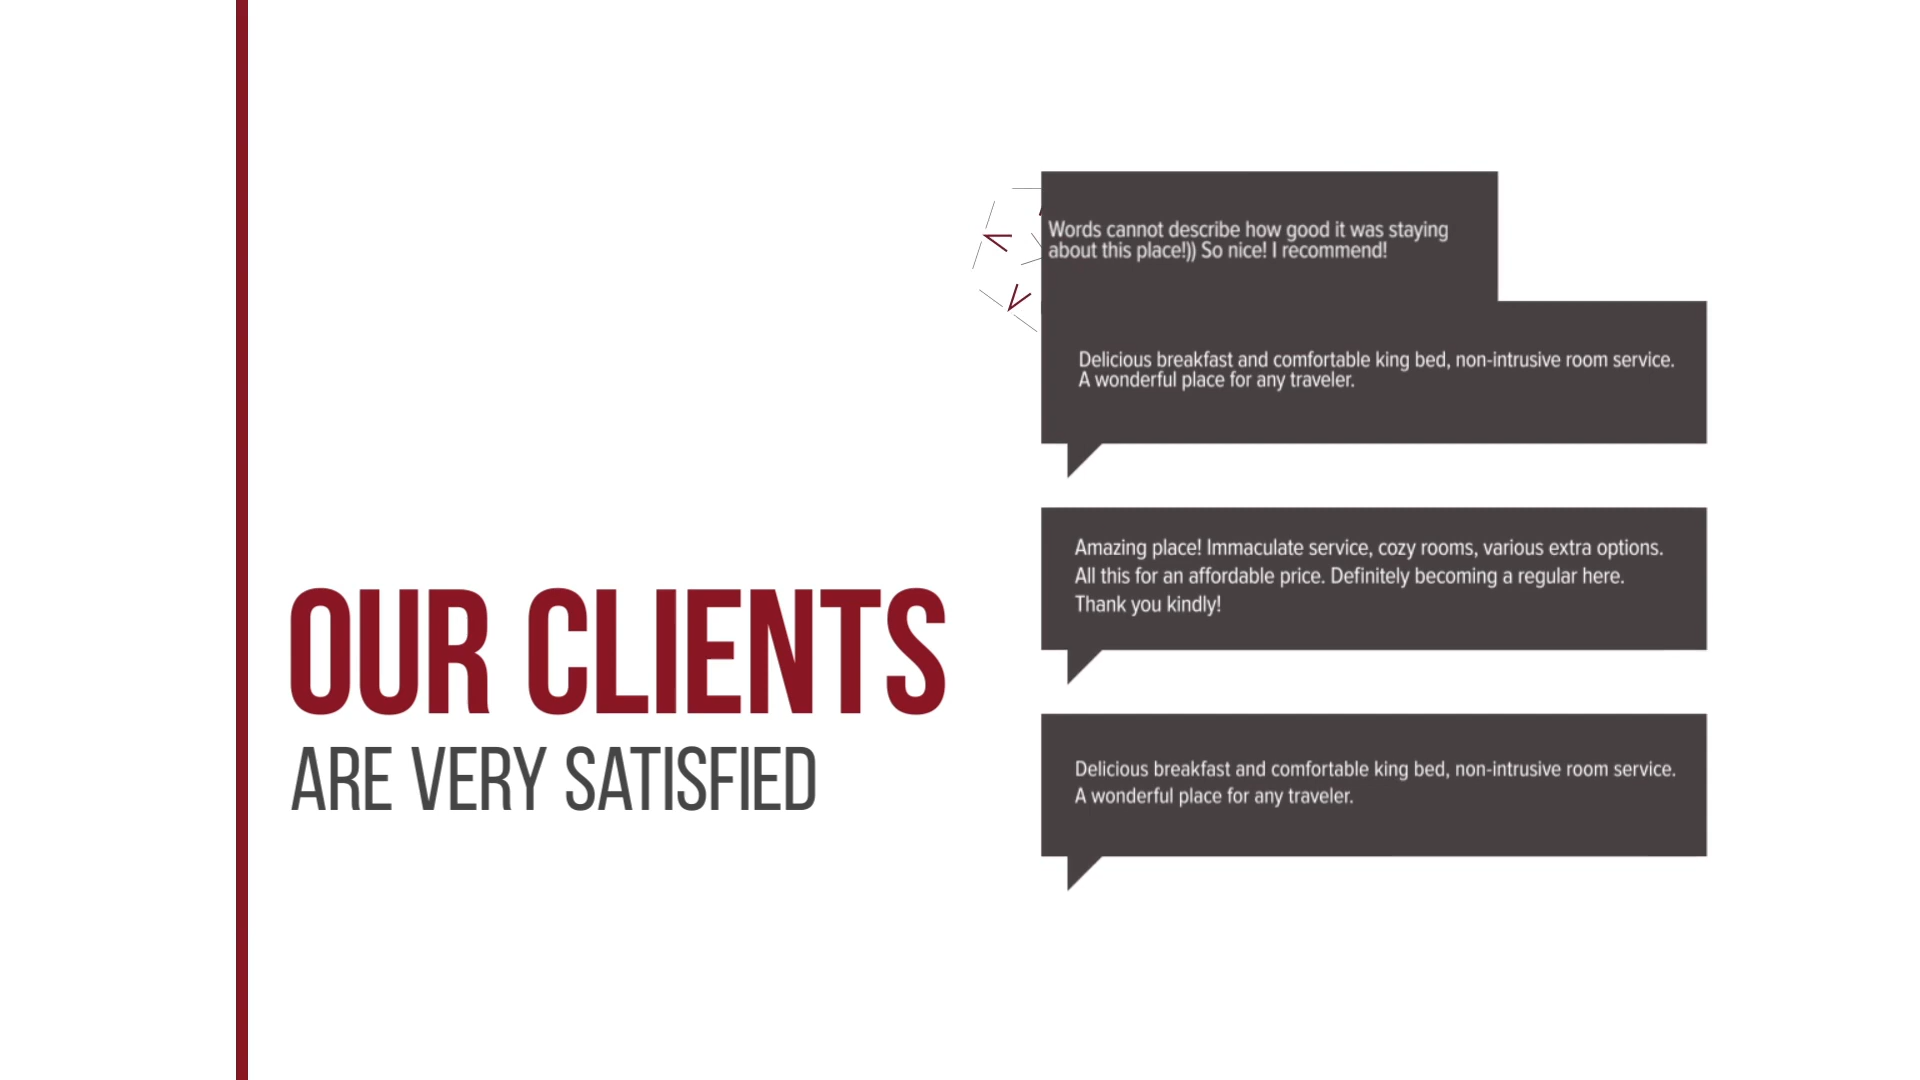 OUR CLIENTS
ARE VERY SATISFIED
Words cannot describe how good it was staying
about this place!)) So nice! I recommend!
Delicious breakfast and comfortable king bed, non-intrusive room service.
A wonderful place for any traveler.
Amazing place! Immaculate service, cozy rooms, various extra options.
All this for an affordable price. Definitely becoming a regular here.
Thank you kindly!
Delicious breakfast and comfortable king bed, non-intrusive room service.
A wonderful place for any traveler.